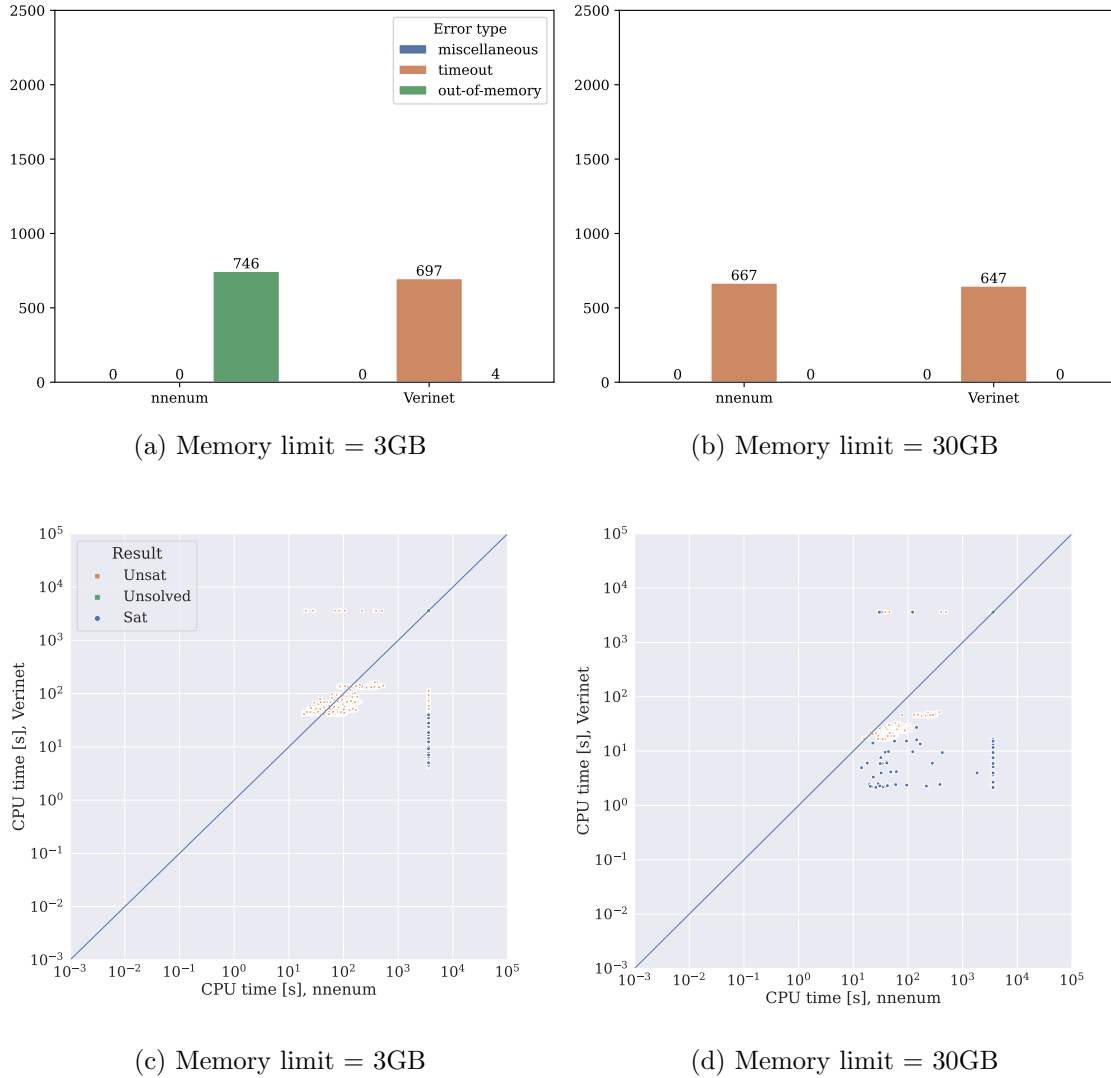 2500
2000
1500
1000
500
0
Error type
miscellaneous
timeout
out-of-memory
0
0
746
0
697
4
nnenum
Verinet
(a) Memory limit = 3GB
2500
2000
1500
1000
500
0
0
667
0
0
647
0
nnenum
Verinet
(b) Memory limit = 30GB
10^5
10^4
10^3
10^2
10^1
10^0
10^−1
10^−2
10^−3
CPU time [s], Verinet
Result
Unsat
Unsolved
Sat
10^−3 10^−2 10^−1 10^0 10^1 10^2 10^3 10^4 10^5
CPU time [s], nnenum
(c) Memory limit = 3GB
10^5
10^4
10^3
10^2
10^1
10^0
10^−1
10^−2
10^−3
CPU time [s], Verinet
10^−3 10^−2 10^−1 10^0 10^1 10^2 10^3 10^4 10^5
CPU time [s], nnenum
(d) Memory limit = 30GB